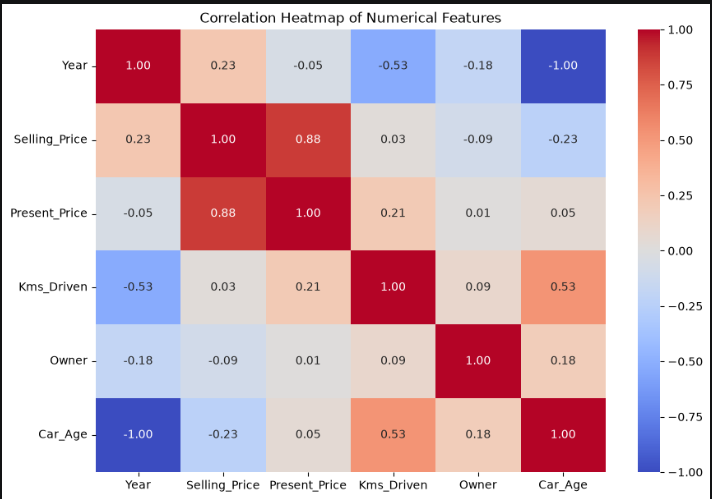 Correlation Heatmap of Numerical Features
Year 1.00 0.23 -0.05 -0.53 -0.18 -1.00
Selling_Price 0.23 1.00 0.88 0.03 -0.09 -0.23
Present_Price -0.05 0.88 1.00 0.21 0.01 0.05
Kms_Driven -0.53 0.03 0.21 1.00 0.09 0.53
Owner -0.18 -0.09 0.01 0.09 1.00 0.18
Car_Age -1.00 -0.23 0.05 0.53 0.18 1.00
Year Selling_Price Present_Price Kms_Driven Owner Car_Age
1.00
0.75
0.50
0.25
0.00
−0.25
−0.50
−0.75
−1.00